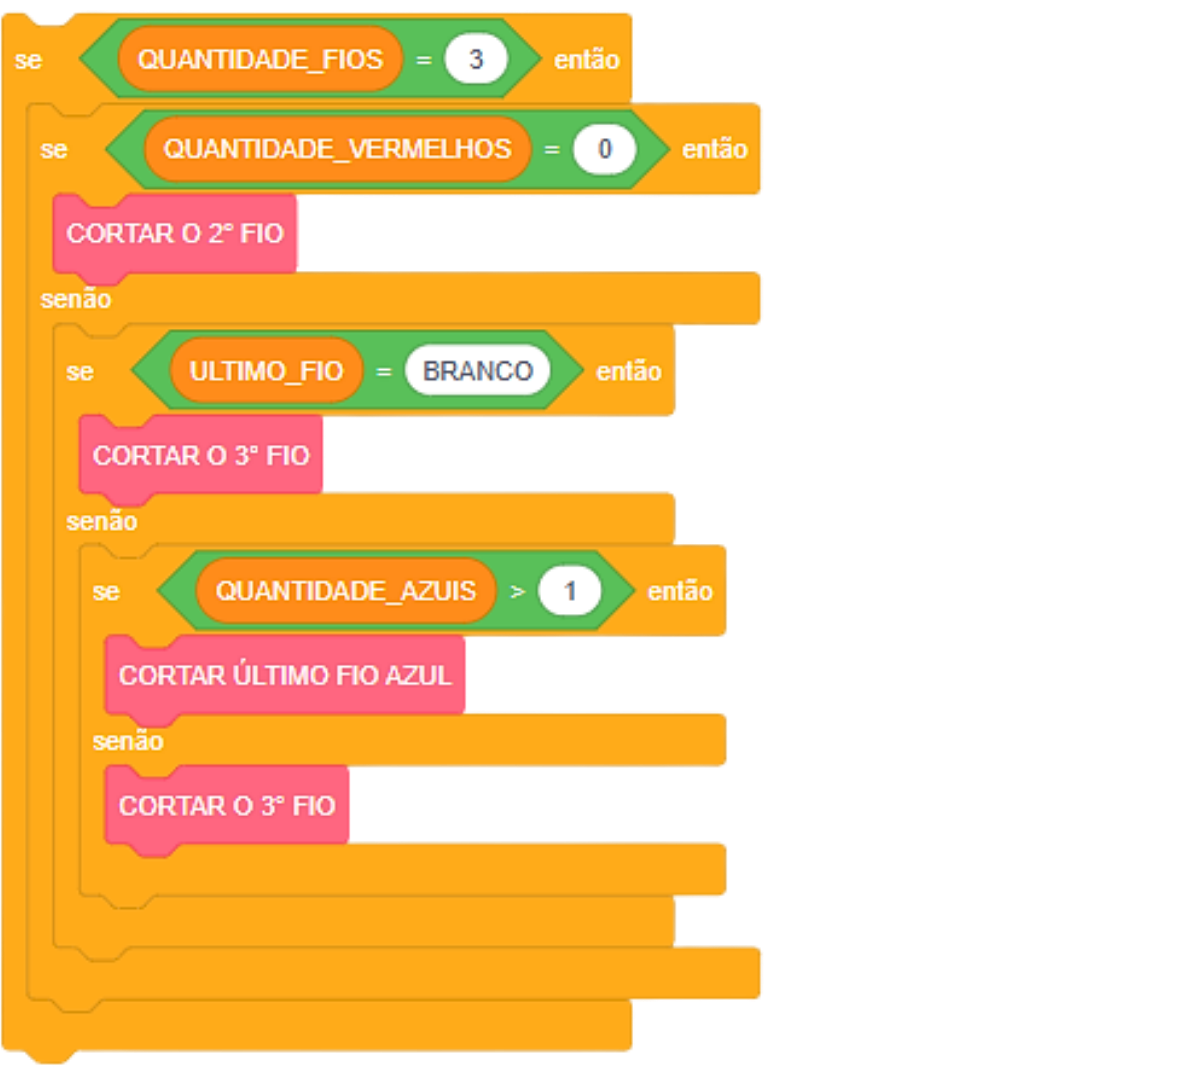 se QUANTIDADE_FIOS = 3 então
se QUANTIDADE_VERMELHOS = 0 então
CORTAR O 2° FIO
senão
se ULTIMO_FIO = BRANCO então
CORTAR O 3° FIO
senão
se QUANTIDADE_AZUIS > 1 então
CORTAR ÚLTIMO FIO AZUL
senão
CORTAR O 3° FIO